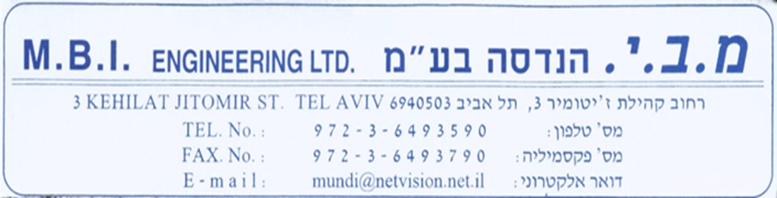 M.B.I. ENGINEERING LTD. מ.ב.י. הנדסה בע"מ
3 KEHILAT JITOMIR ST. TEL AVIV 6940503 רחוב קהילת ז'יטומיר 3, תל אביב
TEL. No.: 972-3-6493590 מס' טלפון:
FAX. No.: 972-3-6493790 מס' פקסמיליה:
E-mail: mundi@netvision.net.il דואר אלקטרוני: